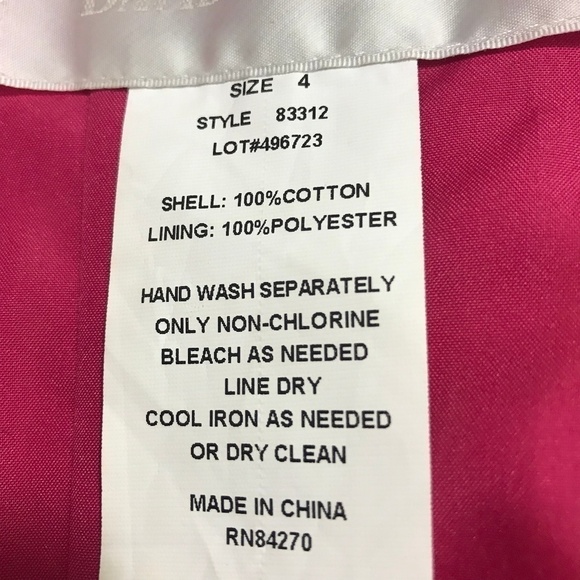 SIZE 4
STYLE 83312
LOT#496723
SHELL: 100%COTTON
LINING: 100%POLYESTER
HAND WASH SEPARATELY
ONLY NON-CHLORINE
BLEACH AS NEEDED
LINE DRY
COOL IRON AS NEEDED
OR DRY CLEAN
MADE IN CHINA
RN84270